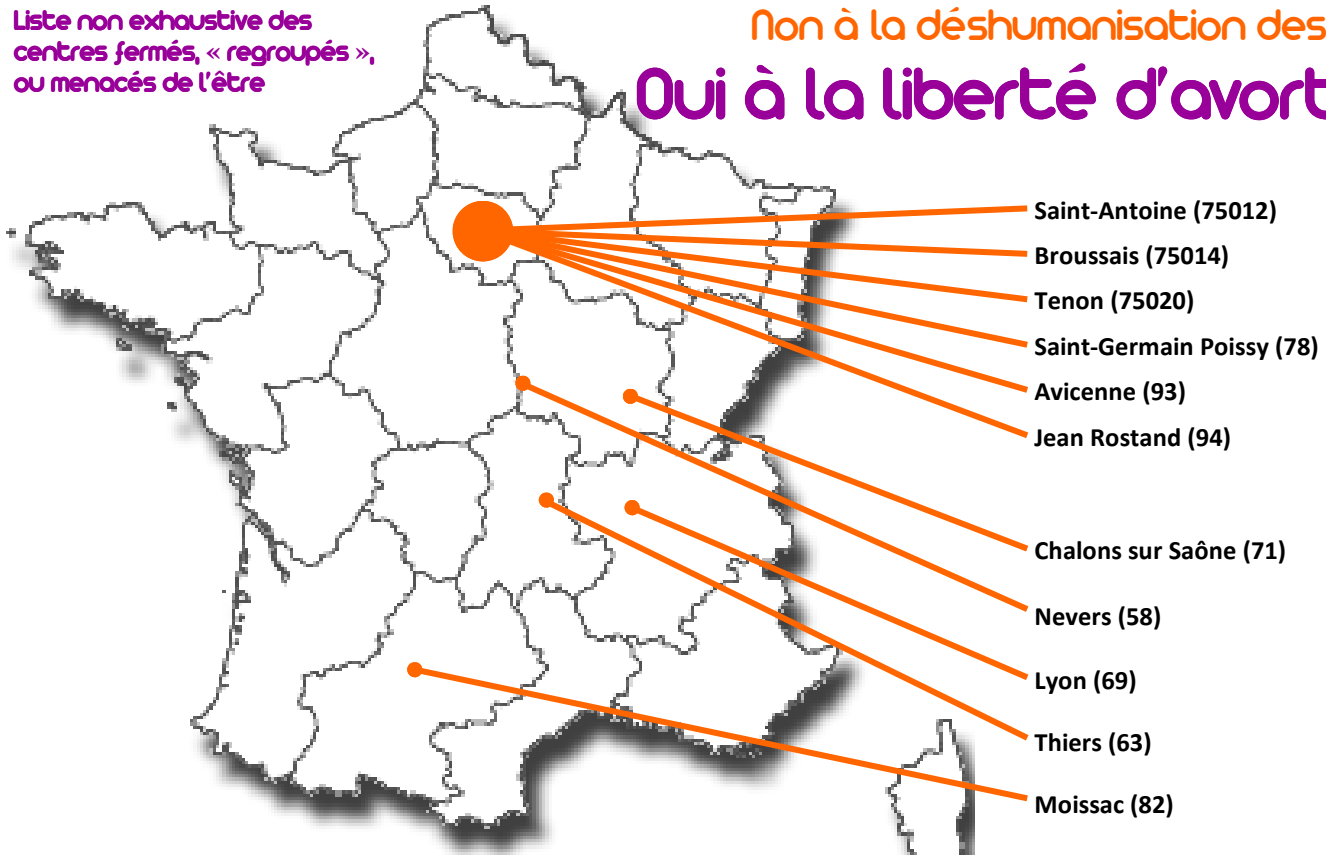 Liste non exhaustive des
centres fermés, « regroupés »,
ou menacés de l'être
Non à la déshumanisation des
Oui à la liberté d'avort
Saint-Antoine (75012)
Broussais (75014)
Tenon (75020)
Saint-Germain Poissy (78)
Avicenne (93)
Jean Rostand (94)
Chalons sur Saône (71)
Nevers (58)
Lyon (69)
Thiers (63)
Moissac (82)